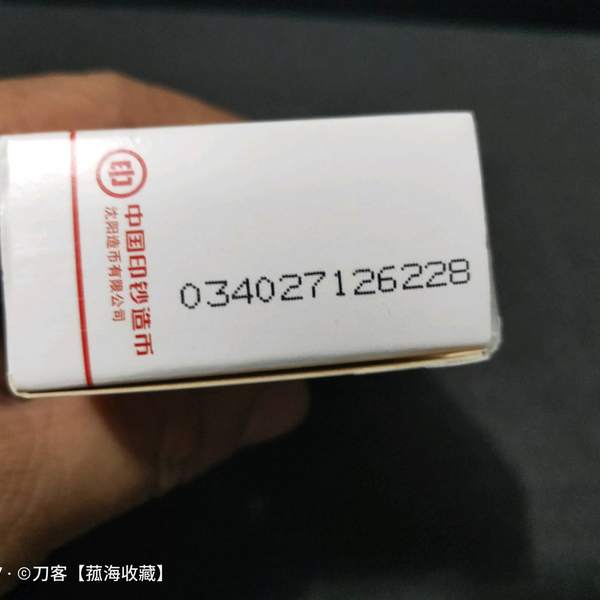 印
中国印钞造币
沈阳造币有限公司
034027126228
©刀客【菰海收藏】